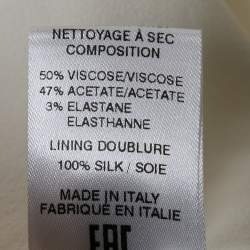 NETTOYAGE À SEC
COMPOSITION
50% VISCOSE/VISCOSE
47% ACETATE/ACETATE
3% ELASTANE
ELASTHANNE
LINING DOUBLURE
100% SILK / SOIE
MADE IN ITALY
FABRIQUÉ EN ITALIE
EAC